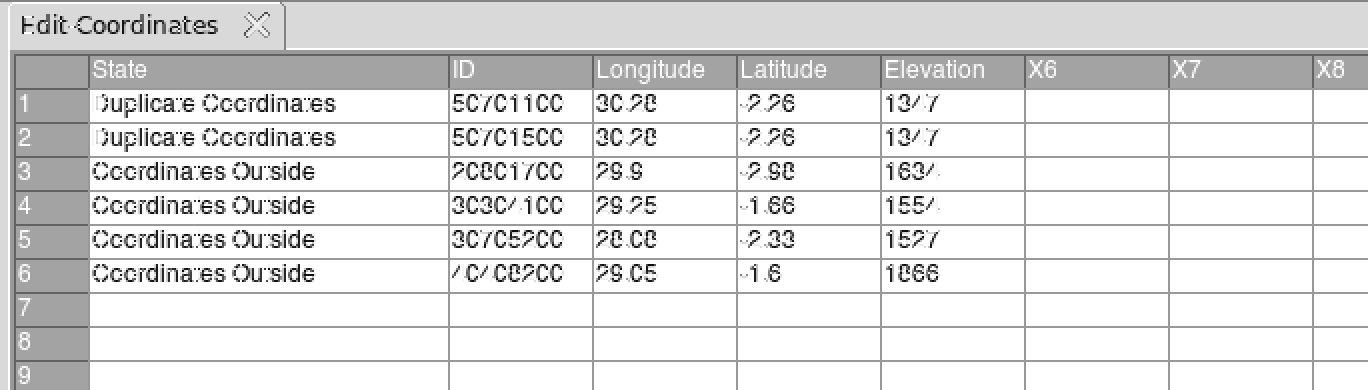 Edit Coordinates
State ID Longitude Latitude Elevation X6 X7 X8
1 Duplicate Coordinates 50701100 30.28 -2.26 1347
2 Duplicate Coordinates 50701500 30.28 -2.26 1347
3 Coordinates Outside 20801700 29.9 -2.98 1634
4 Coordinates Outside 30304100 29.25 -1.66 1554
5 Coordinates Outside 30705200 28.08 -2.33 1527
6 Coordinates Outside 40408200 29.05 -1.6 1866
7
8
9